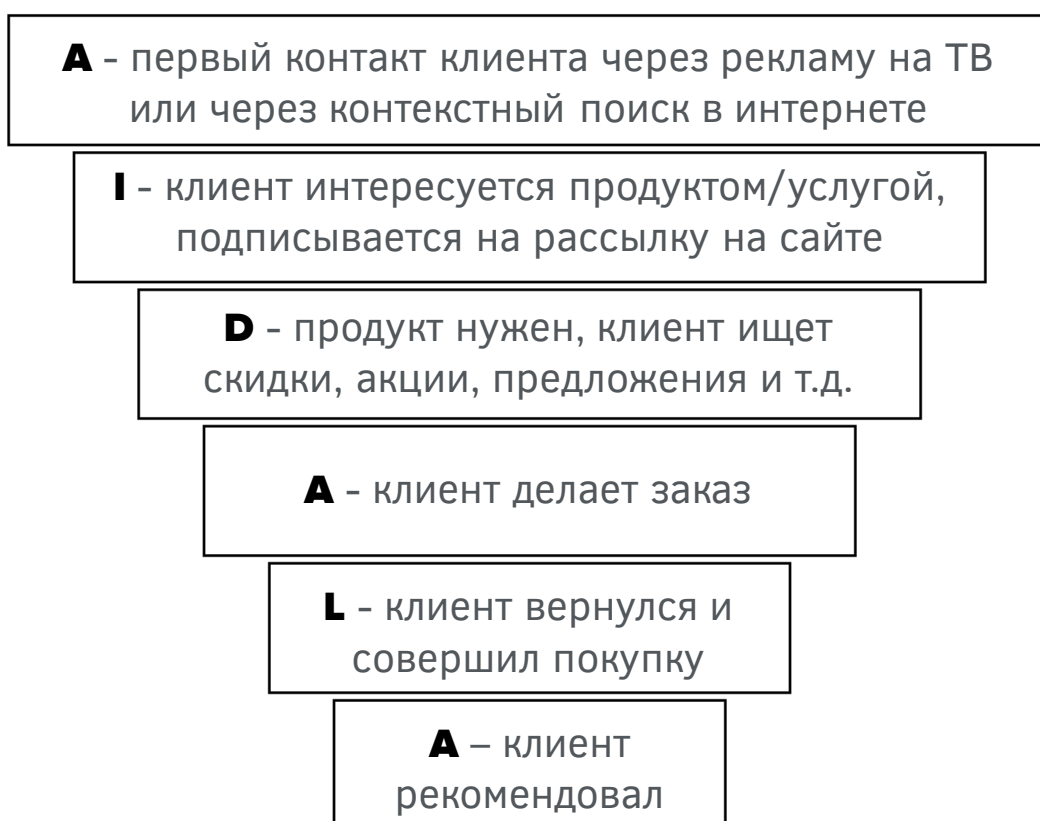 A - первый контакт клиента через рекламу на ТВ
или через контекстный поиск в интернете
I - клиент интересуется продуктом/услугой,
подписывается на рассылку на сайте
D - продукт нужен, клиент ищет
скидки, акции, предложения и т.д.
A - клиент делает заказ
L - клиент вернулся и
совершил покупку
A – клиент
рекомендовал